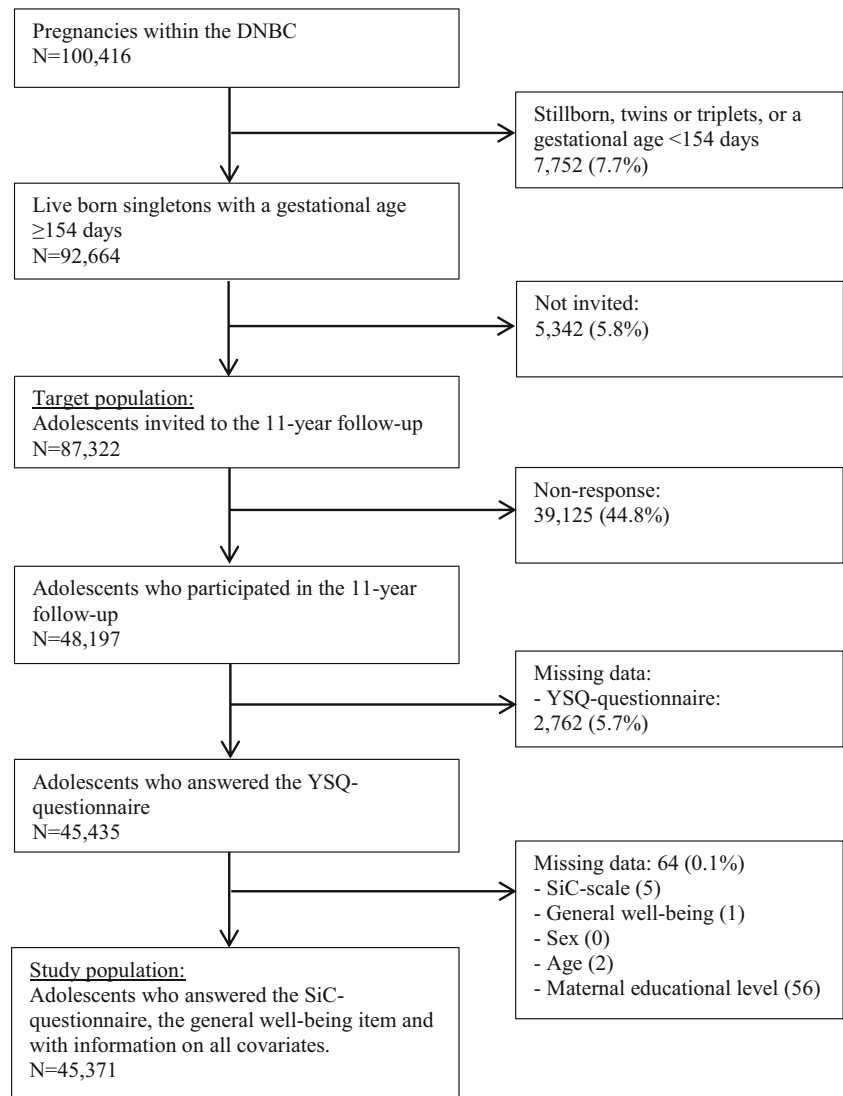 Pregnancies within the DNBC
N=100,416
Stillborn, twins or triplets, or a
gestational age <154 days
7,752 (7.7%)
Live born singletons with a gestational age
≥154 days
N=92,664
Not invited:
5,342 (5.8%)
Target population:
Adolescents invited to the 11-year follow-up
N=87,322
Non-response:
39,125 (44.8%)
Adolescents who participated in the 11-year
follow-up
N=48,197
Missing data:
- YSQ-questionnaire:
2,762 (5.7%)
Adolescents who answered the YSQ-
questionnaire
N=45,435
Missing data: 64 (0.1%)
- SiC-scale (5)
- General well-being (1)
- Sex (0)
- Age (2)
- Maternal educational level (56)
Study population:
Adolescents who answered the SiC-
questionnaire, the general well-being item and
with information on all covariates.
N=45,371